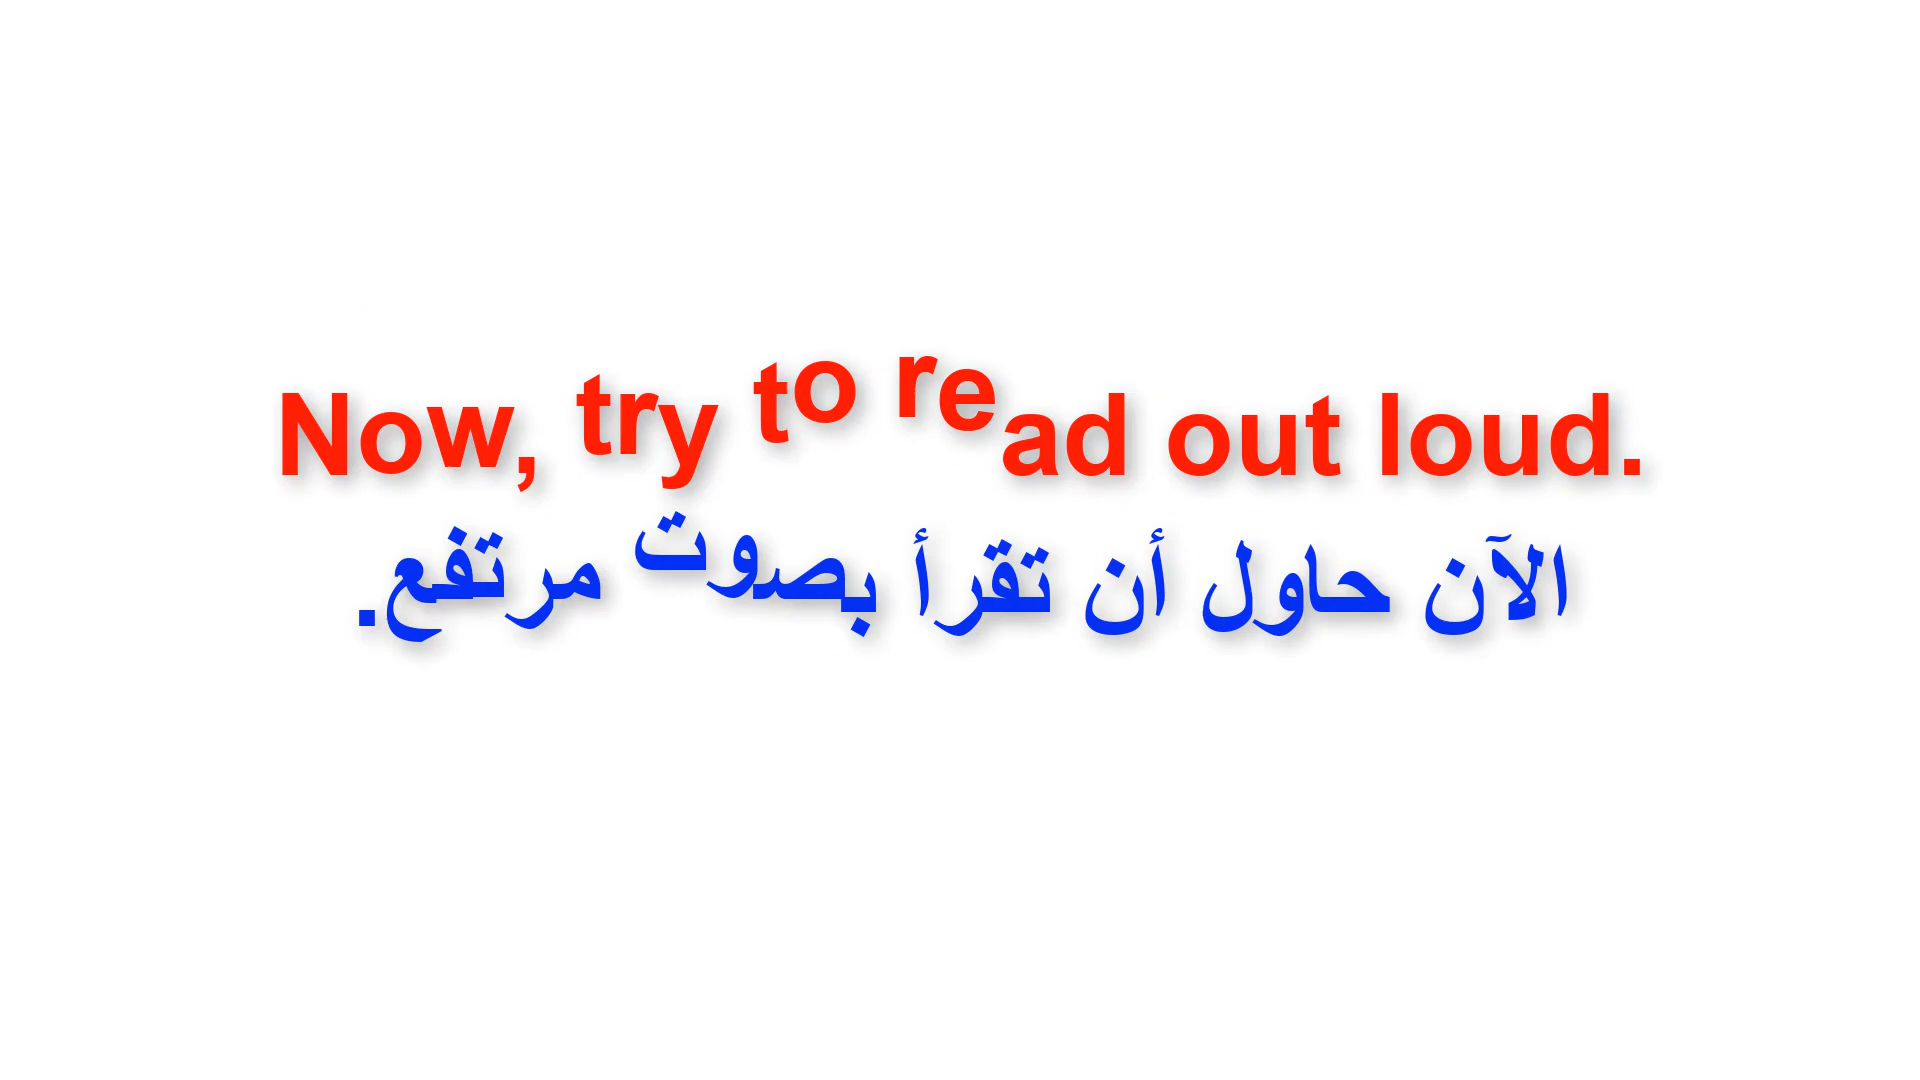 Now, try to read out loud.
الآن حاول أن تقرأ بصوت مرتفع.